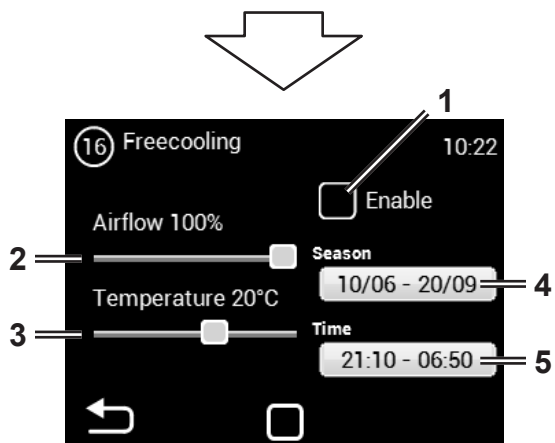 1
16 Freecooling 10:22
Enable
Airflow 100%
2
Season
10/06 - 20/09 4
Temperature 20°C
3
Time
21:10 - 06:50 5